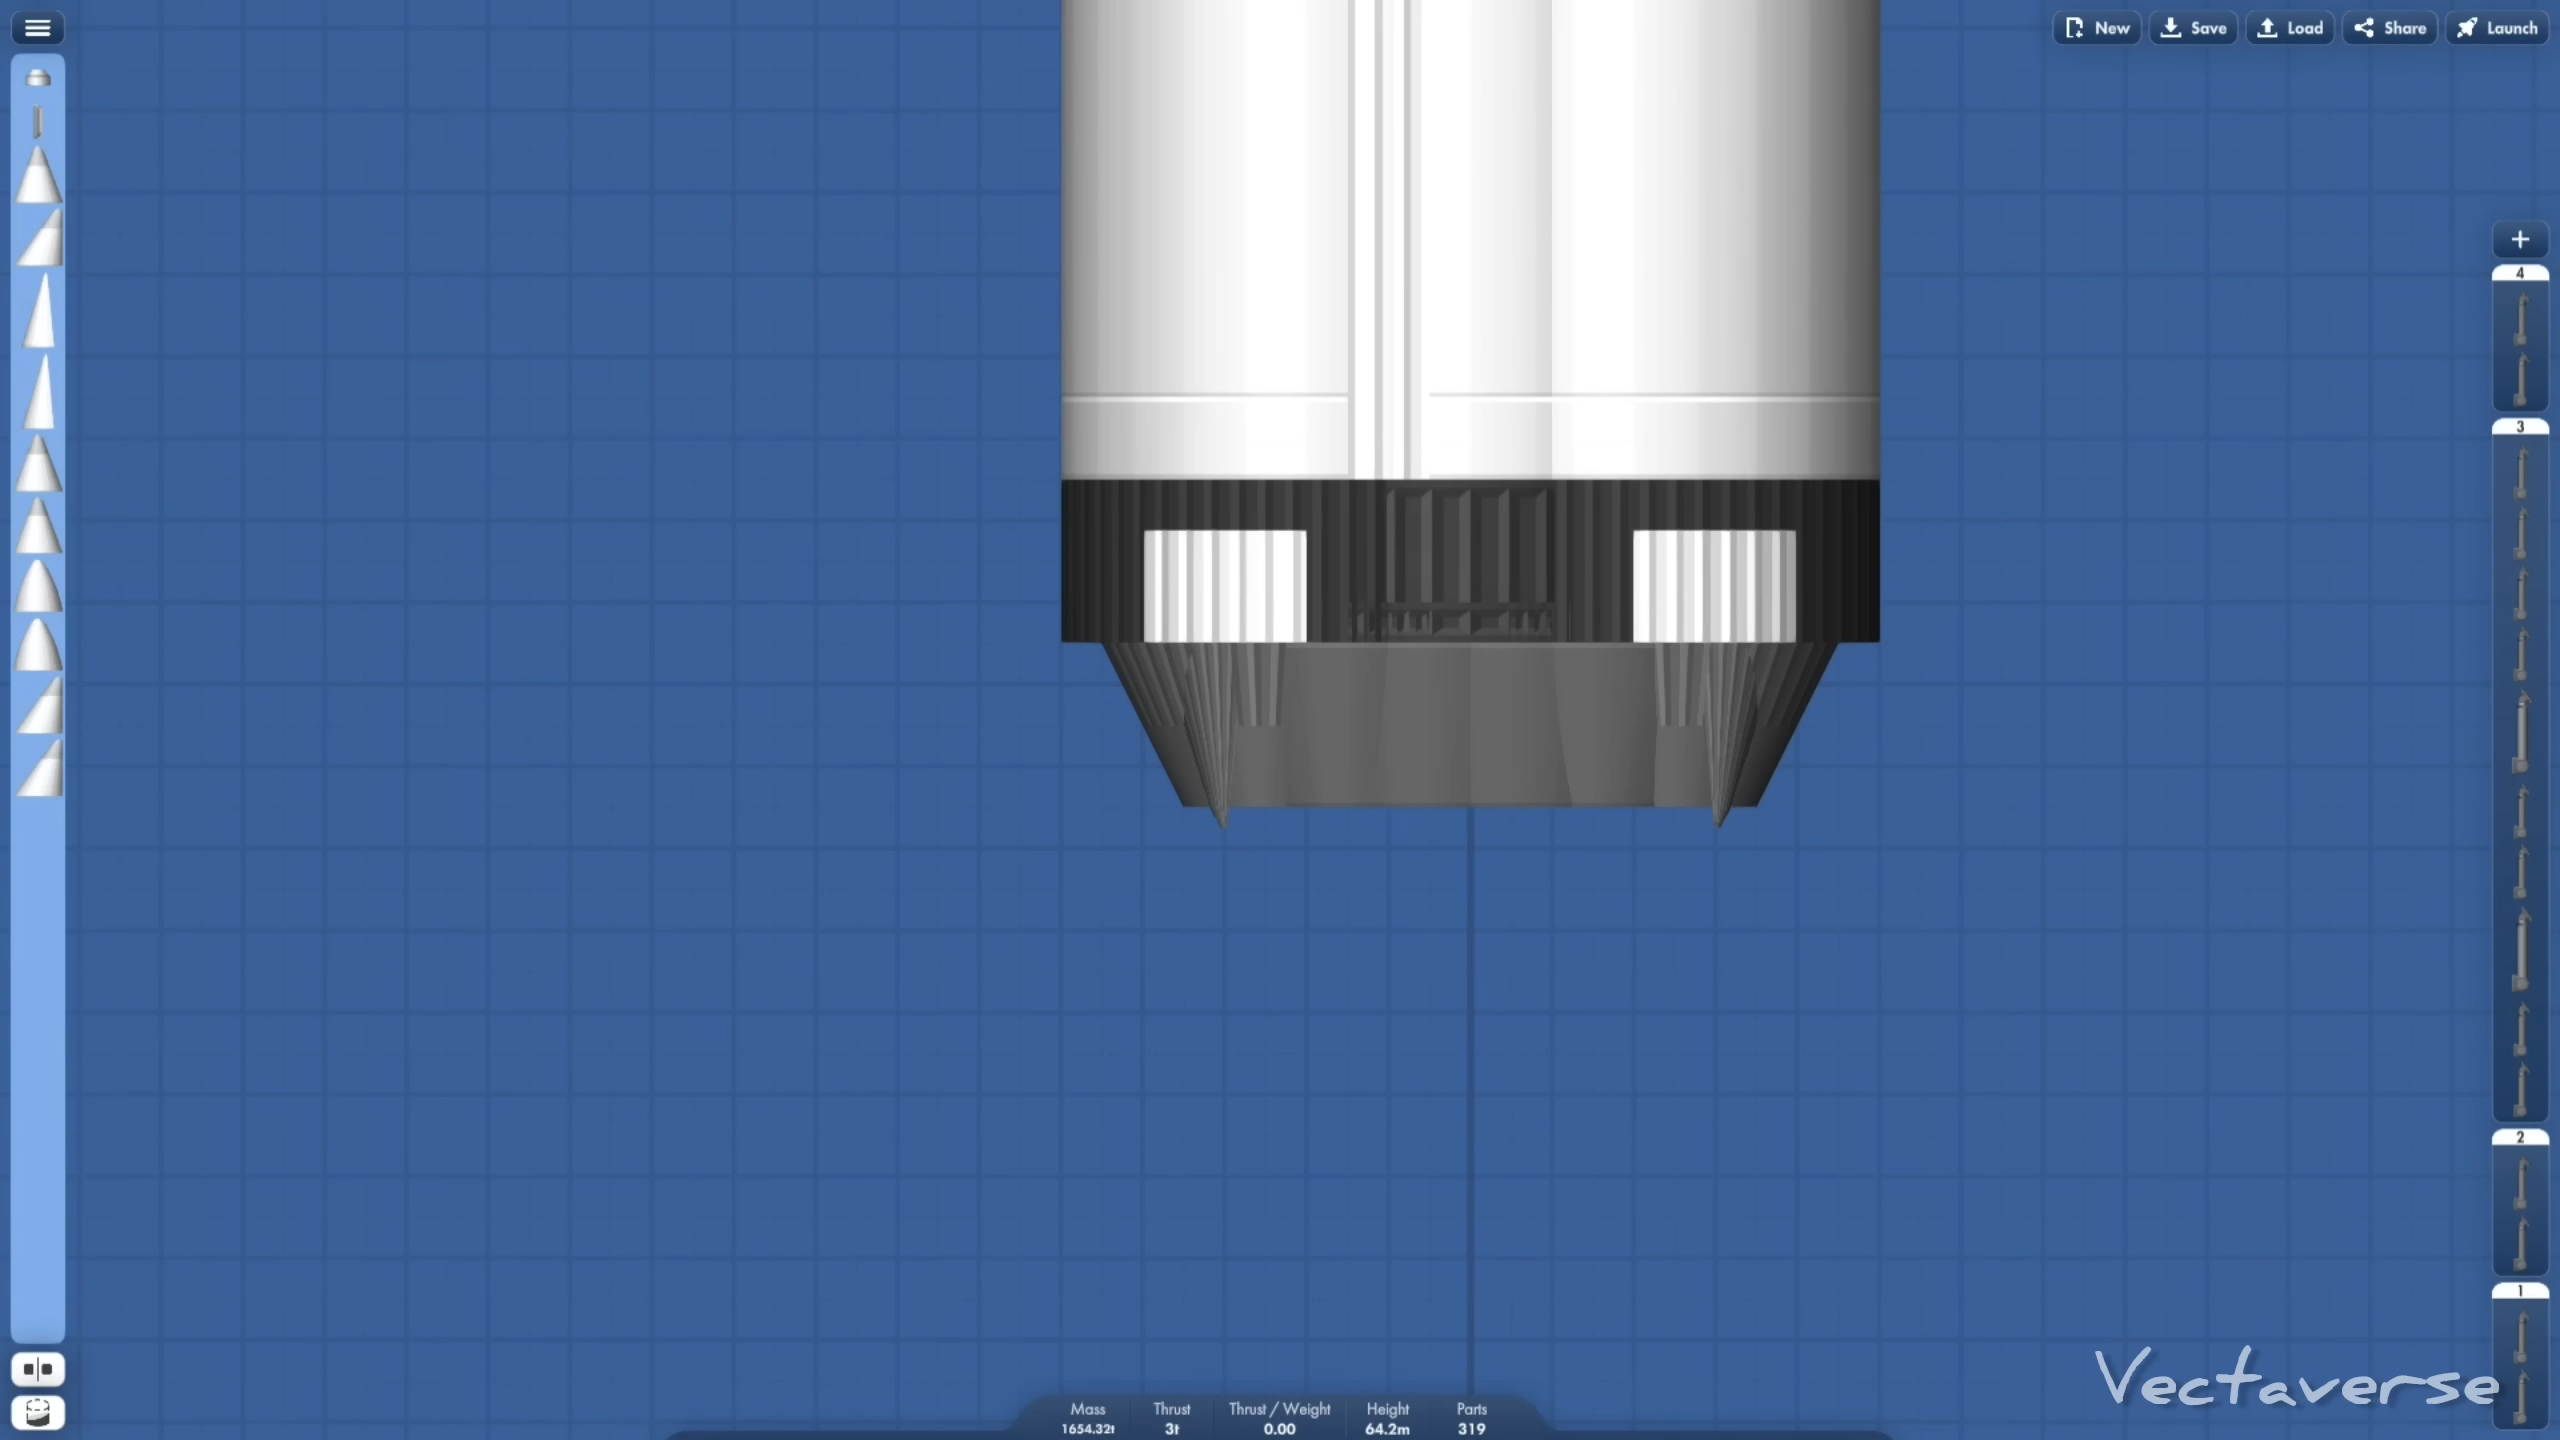 New Save Load Share Launch
4
3
2
1
Vectaverse
Mass Thrust Thrust / Weight Height Parts
1654.32t 3t 0.00 64.2m 319